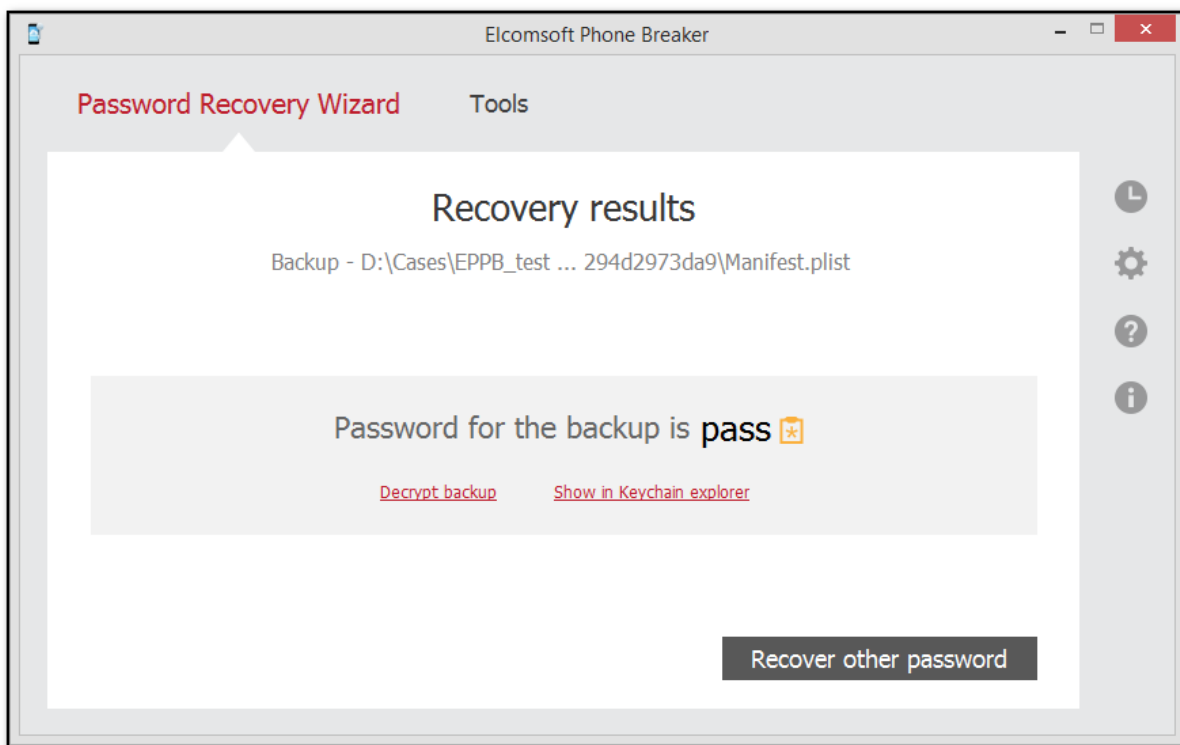 Elcomsoft Phone Breaker
Password Recovery Wizard Tools
Recovery results
Backup - D:\Cases\EPPB_test ... 294d2973da9\Manifest.plist
Password for the backup is pass
Decrypt backup Show in Keychain explorer
Recover other password